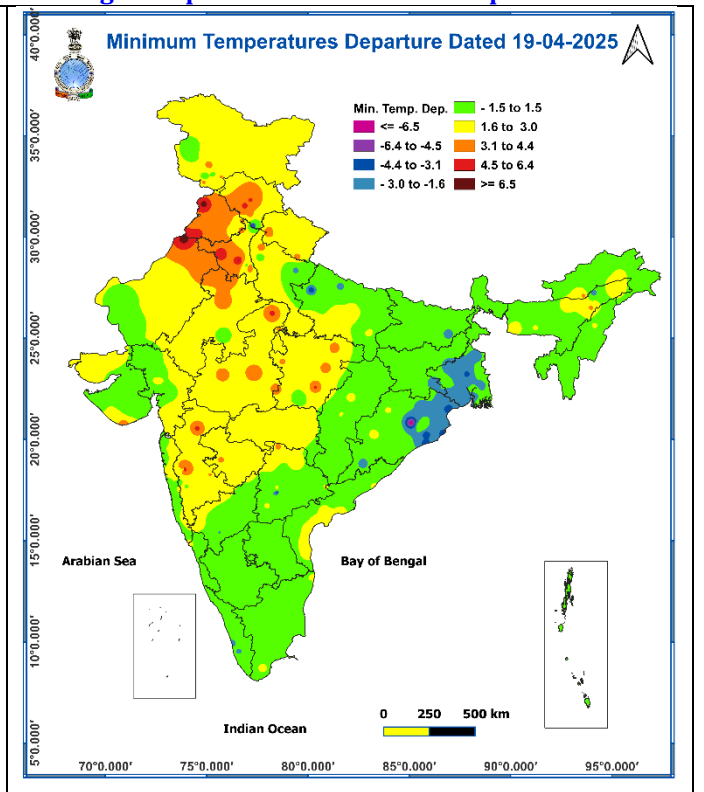 Minimum Temperatures Departure Dated 19-04-2025
Min. Temp. Dep.
<= -6.5
-6.4 to -4.5
-4.4 to -3.1
- 3.0 to -1.6
- 1.5 to 1.5
1.6 to 3.0
3.1 to 4.4
4.5 to 6.4
>= 6.5
40°0.000'
35°0.000'
30°0.000'
25°0.000'
20°0.000'
15°0.000'
10°0.000'
5°0.000'
Arabian Sea
Bay of Bengal
Indian Ocean
0 250 500 km
70°0.000' 75°0.000' 80°0.000' 85°0.000' 90°0.000' 95°0.000'